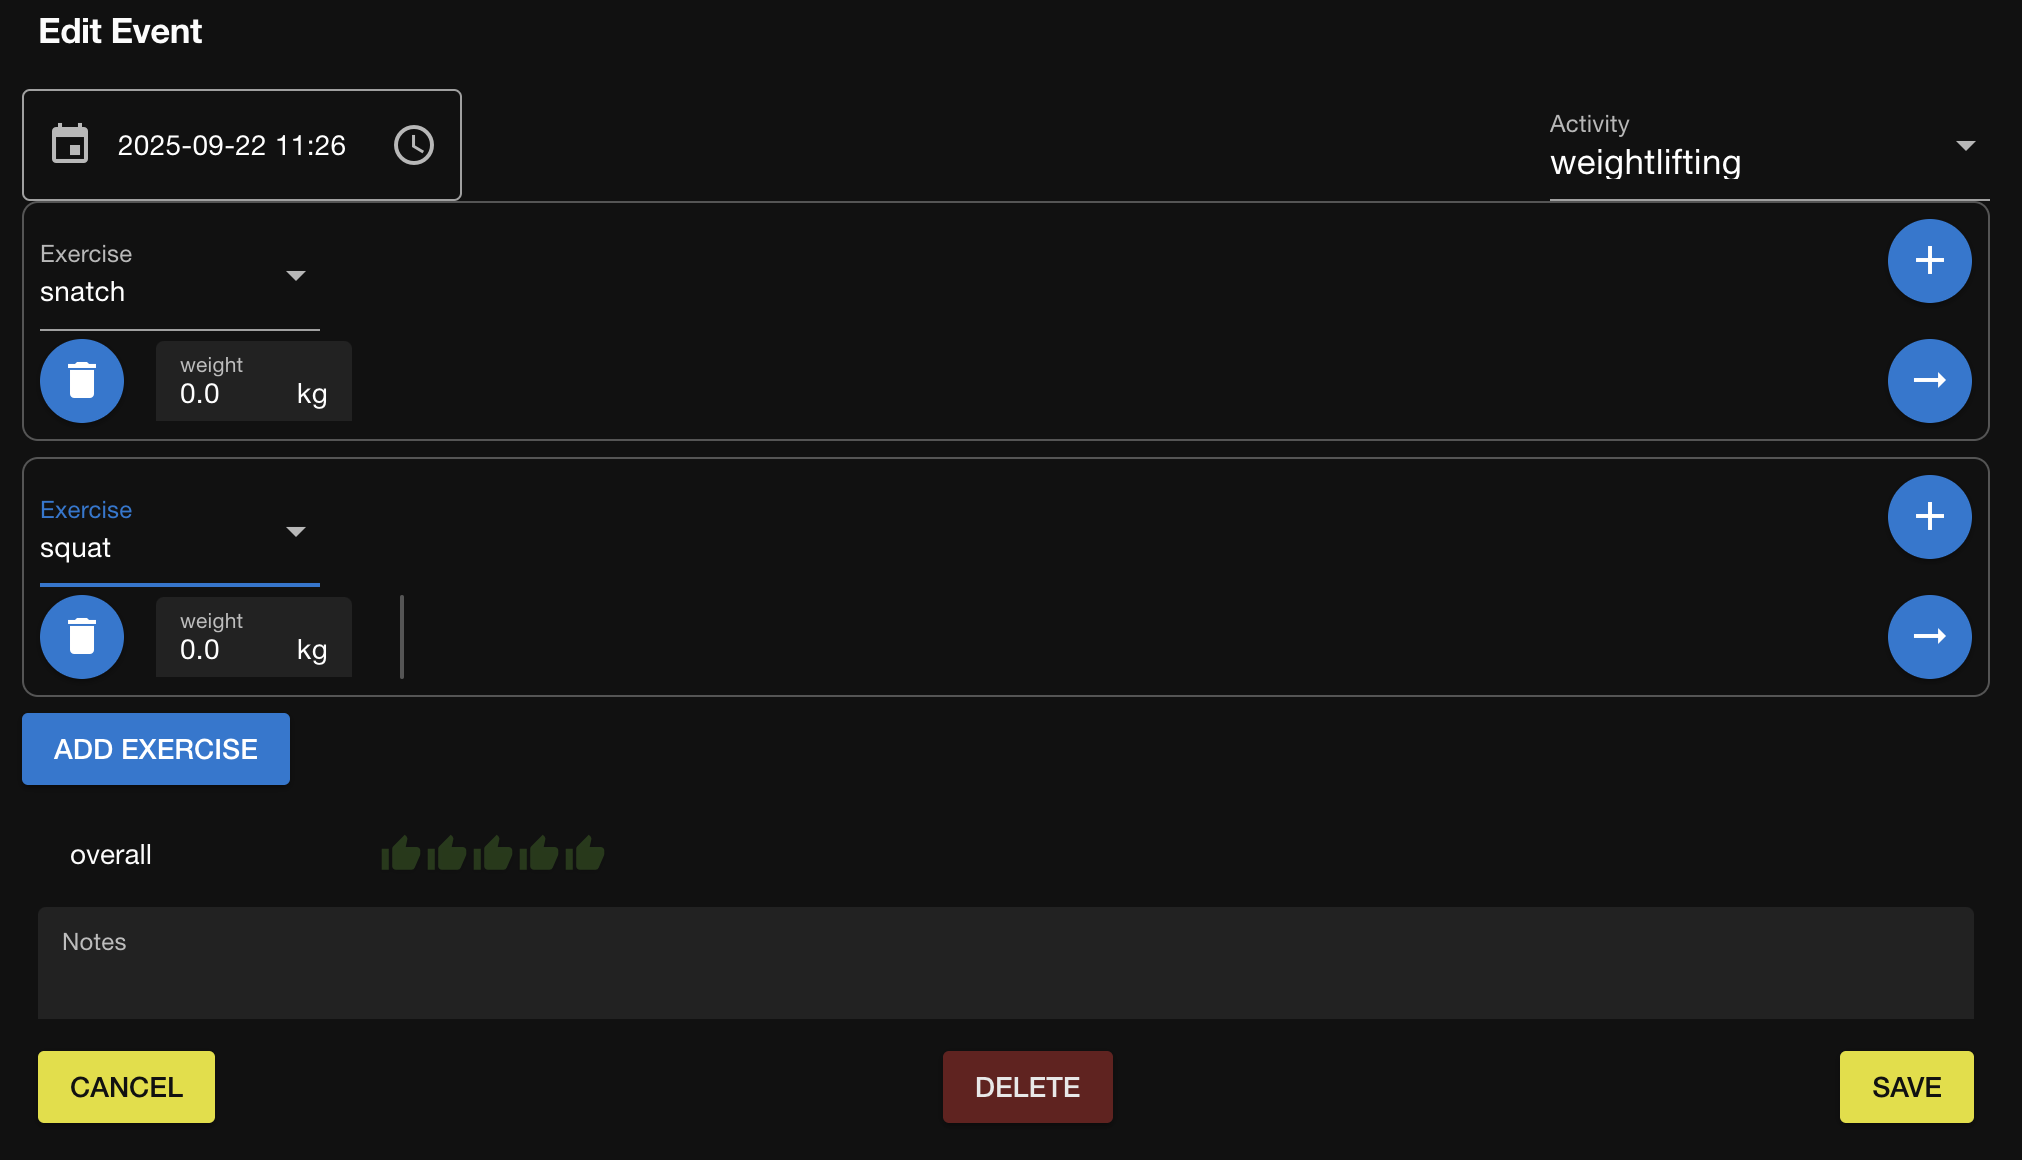 Edit Event
2025-09-22 11:26
Activity
weightlifting
Exercise
snatch
weight
0.0 kg
Exercise
squat
weight
0.0 kg
ADD EXERCISE
overall
Notes
CANCEL DELETE SAVE